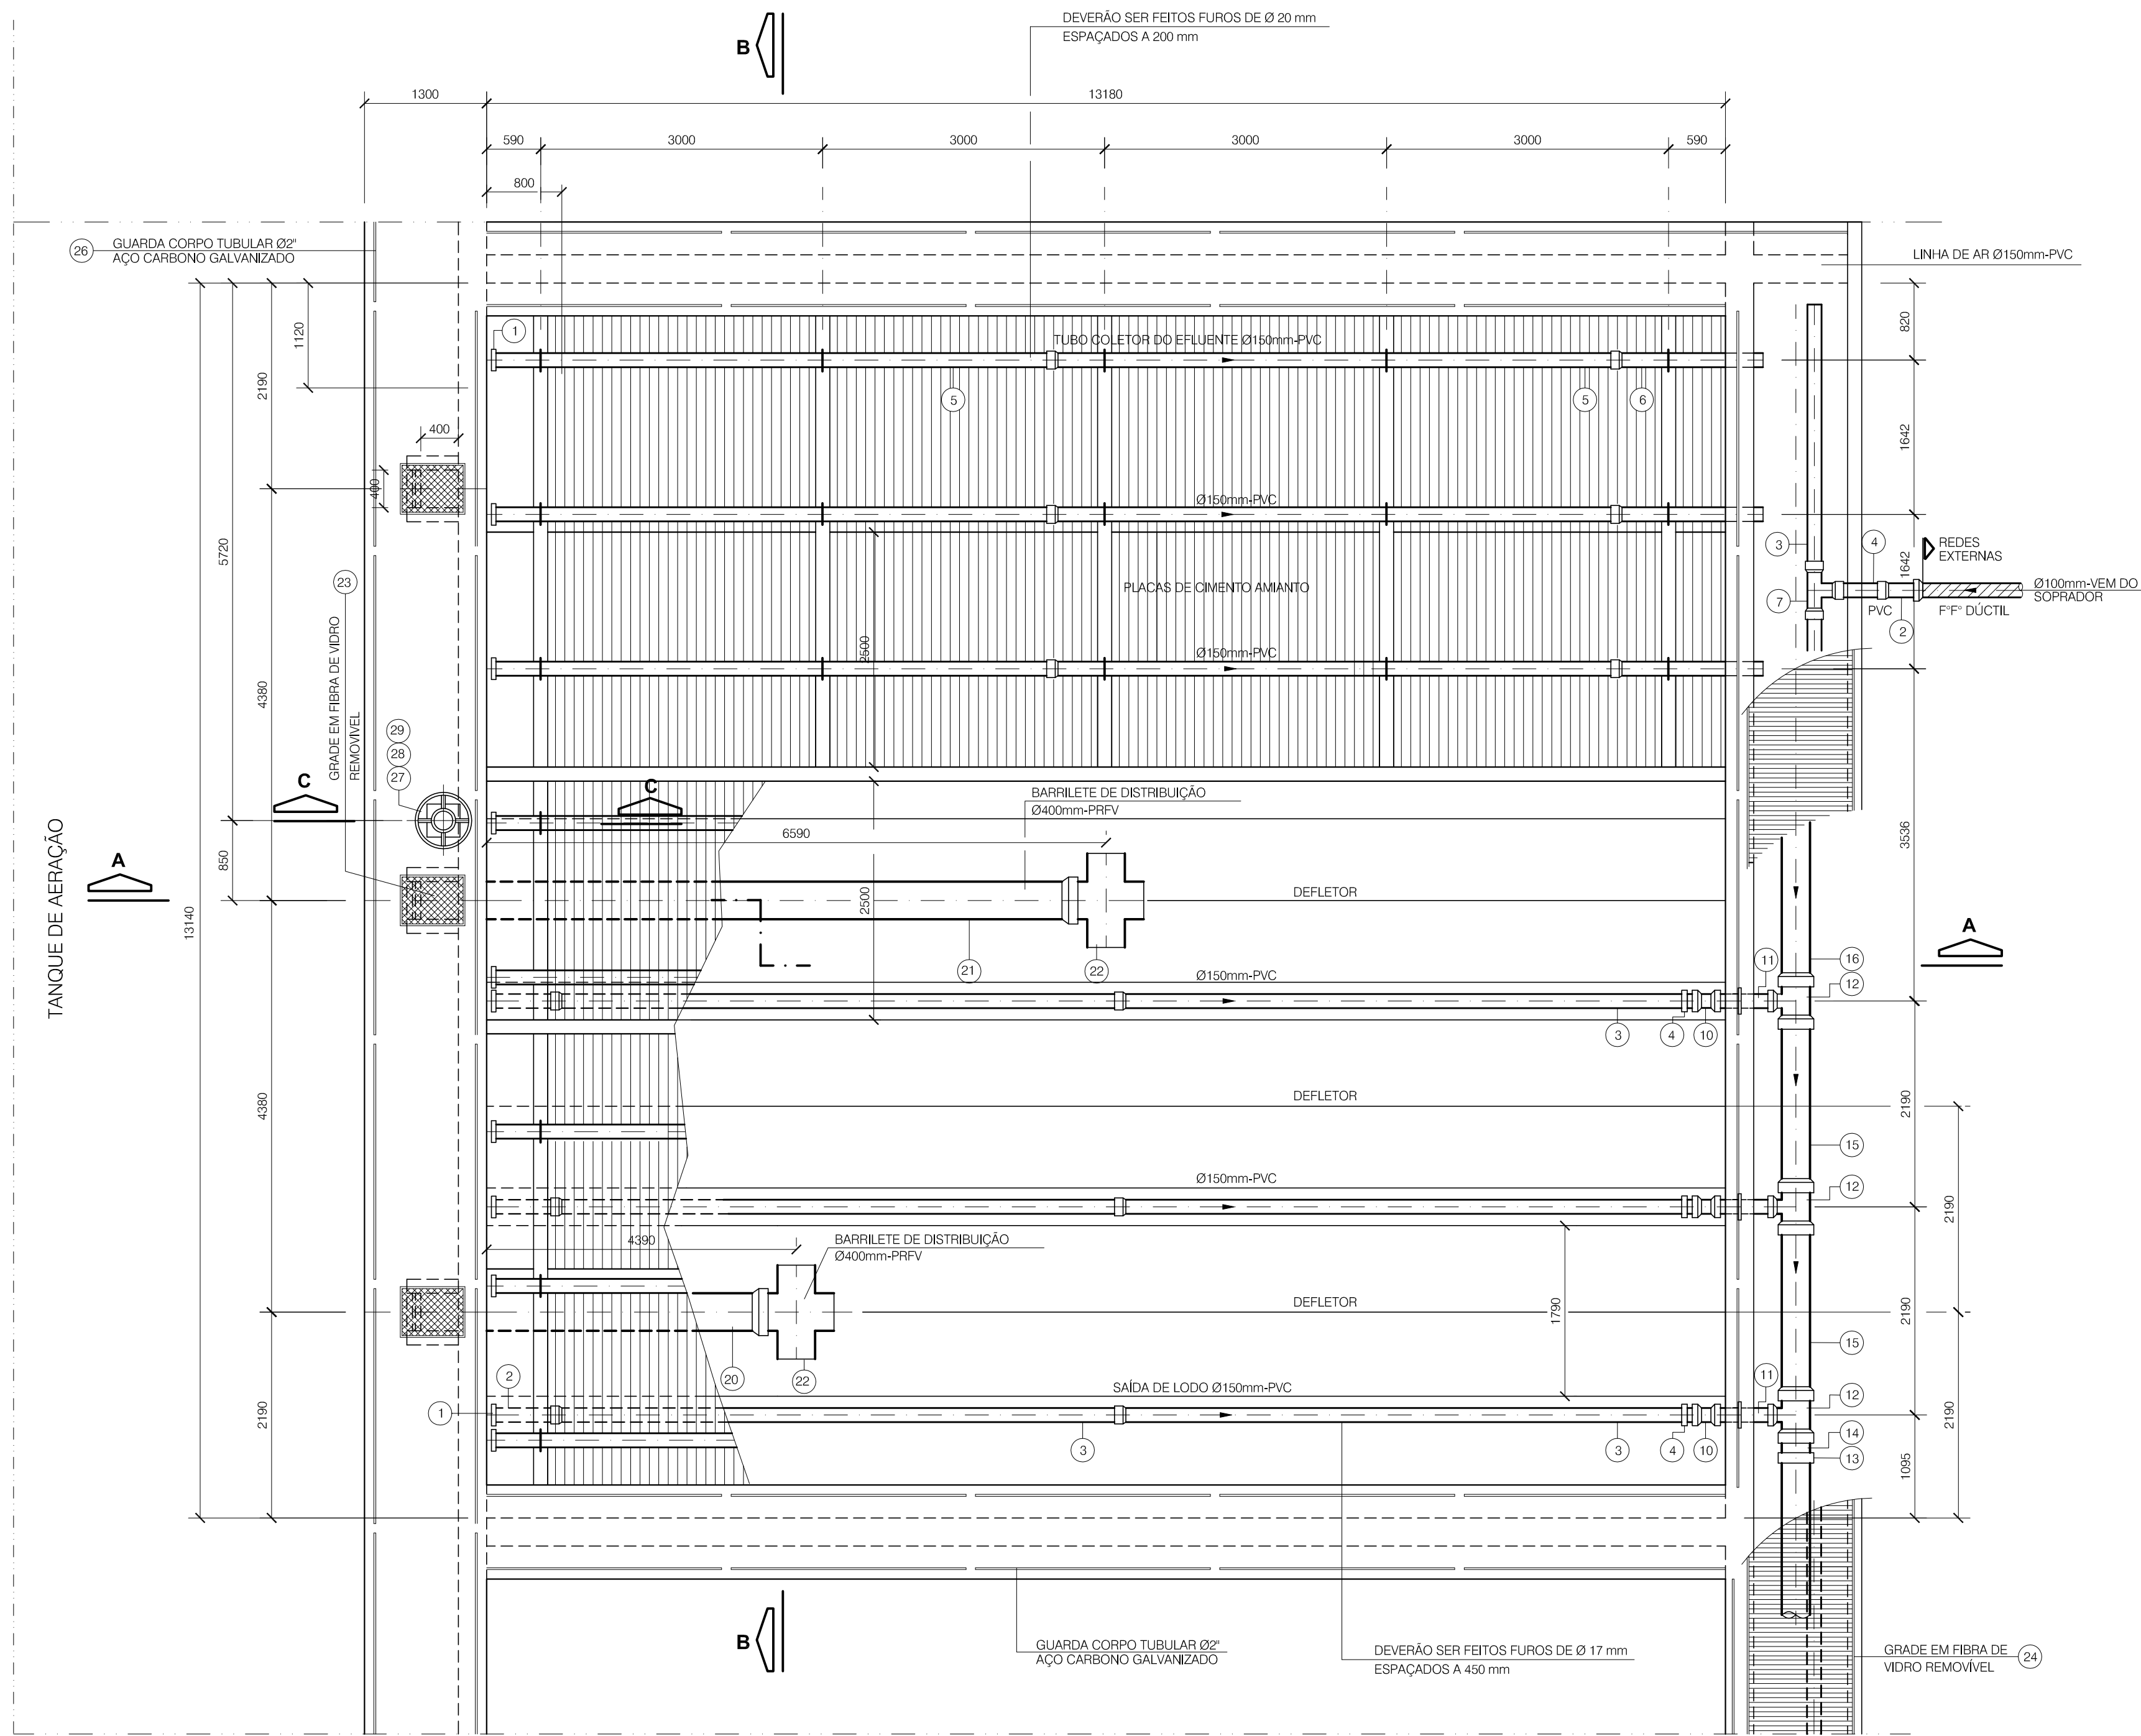 DEVERÃO SER FEITOS FUROS DE Ø 20 mm
ESPAÇADOS A 200 mm
B
1300
13180
590
3000
3000
3000
3000
590
800
26
GUARDA CORPO TUBULAR Ø2"
AÇO CARBONO GALVANIZADO
LINHA DE AR Ø150mm-PVC
1120
2190
820
1
TUBO COLETOR DO EFLUENTE Ø150mm-PVC
5
5
6
400
400
1642
Ø150mm-PVC
5720
23
GRADE EM FIBRA DE VIDRO
REMOVÍVEL
3
4
REDES
EXTERNAS
1642
PLACAS DE CIMENTO AMIANTO
7
PVC
F°F° DÚCTIL
2
Ø100mm-VEM DO
SOPRADOR
2500
Ø150mm-PVC
4380
29
28
27
C
C
BARRILETE DE DISTRIBUIÇÃO
Ø400mm-PRFV
6590
3536
TANQUE DE AERAÇÃO
A
850
13140
2500
DEFLETOR
A
21
22
Ø150mm-PVC
11
16
12
3
4
10
4380
DEFLETOR
2190
15
Ø150mm-PVC
12
2190
4390
BARRILETE DE DISTRIBUIÇÃO
Ø400mm-PRFV
DEFLETOR
1790
2190
15
20
22
2
1
SAÍDA DE LODO Ø150mm-PVC
11
12
2190
2190
3
3
4
10
14
13
1095
B
GUARDA CORPO TUBULAR Ø2"
AÇO CARBONO GALVANIZADO
DEVERÃO SER FEITOS FUROS DE Ø 17 mm
ESPAÇADOS A 450 mm
GRADE EM FIBRA DE
VIDRO REMOVÍVEL
24